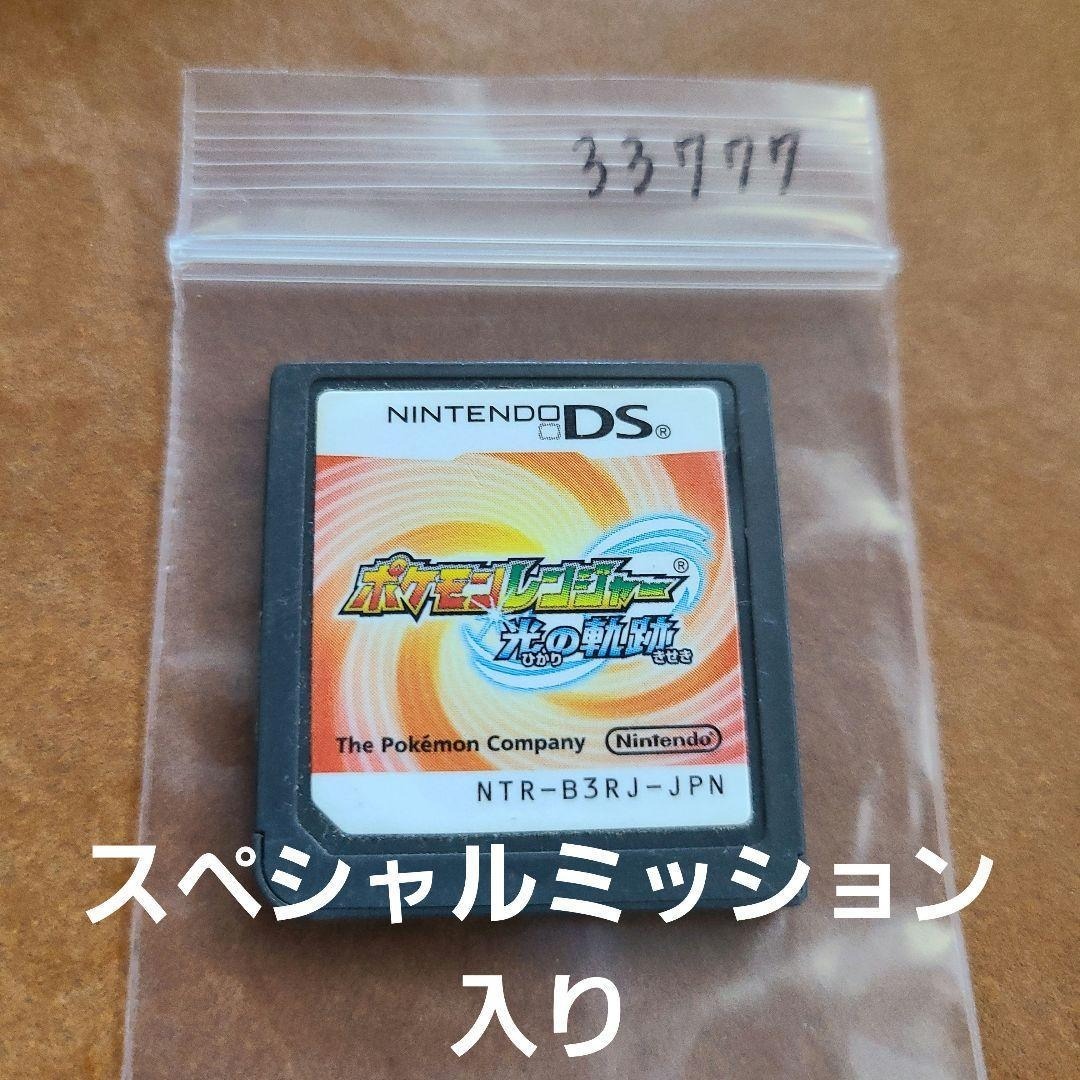 33777
NINTENDO DS®
ポケモンレンジャー®
光の軌跡
ひかり きせき
The Pokémon Company Nintendo®
NTR-B3RJ-JPN
スペシャルミッション
入り